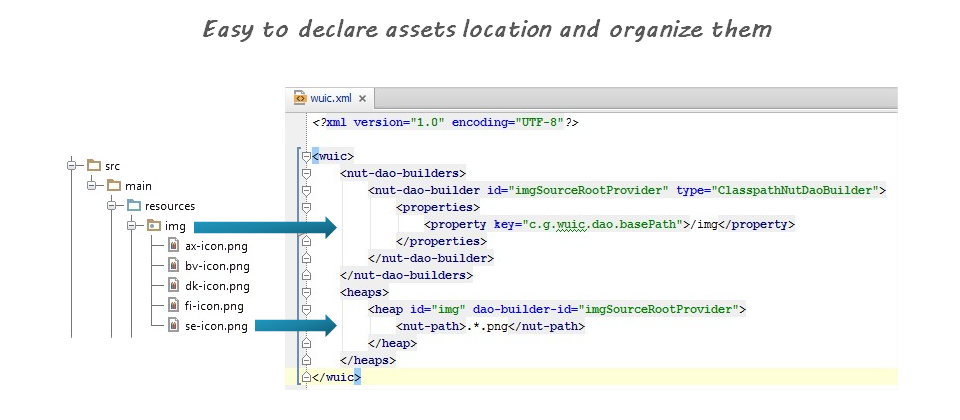 Easy to declare assets location and organize them
wuic.xml
src
main
resources
img
ax-icon.png
bv-icon.png
dk-icon.png
fi-icon.png
se-icon.png
<?xml version="1.0" encoding="UTF-8"?>
<wuic>
<nut-dao-builders>
<nut-dao-builder id="imgSourceRootProvider" type="ClasspathNutDaoBuilder">
<properties>
<property key="c.g.wuic.dao.basePath">/img</property>
</properties>
</nut-dao-builder>
</nut-dao-builders>
<heaps>
<heap id="img" dao-builder-id="imgSourceRootProvider">
<nut-path>.*.png</nut-path>
</heap>
</heaps>
</wuic>